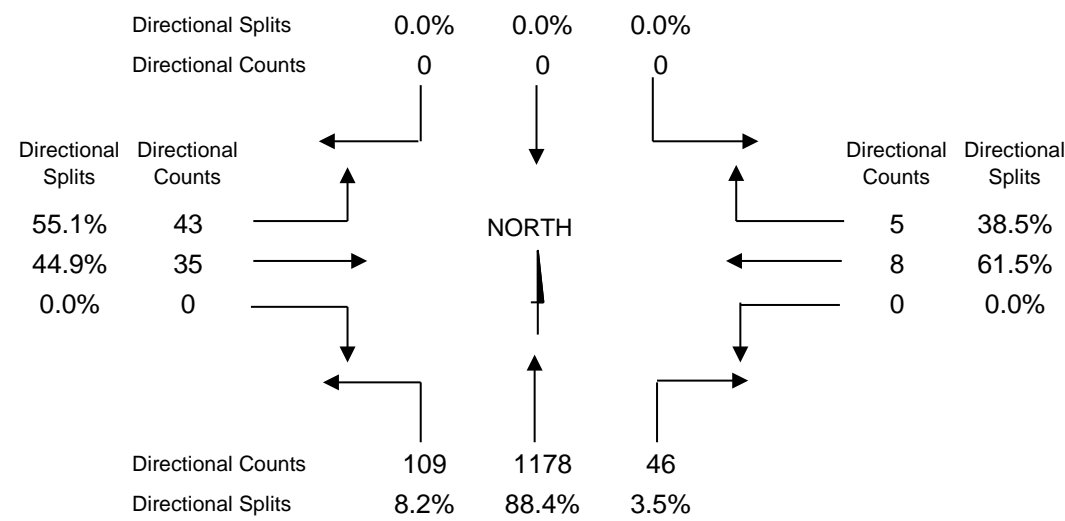 Directional Splits 0.0% 0.0% 0.0%
Directional Counts 0 0 0
Directional Directional Directional Directional
Splits Counts Counts Splits
55.1% 43 5 38.5%
NORTH
44.9% 35 8 61.5%
0.0% 0 0 0.0%
Directional Counts 109 1178 46
Directional Splits 8.2% 88.4% 3.5%